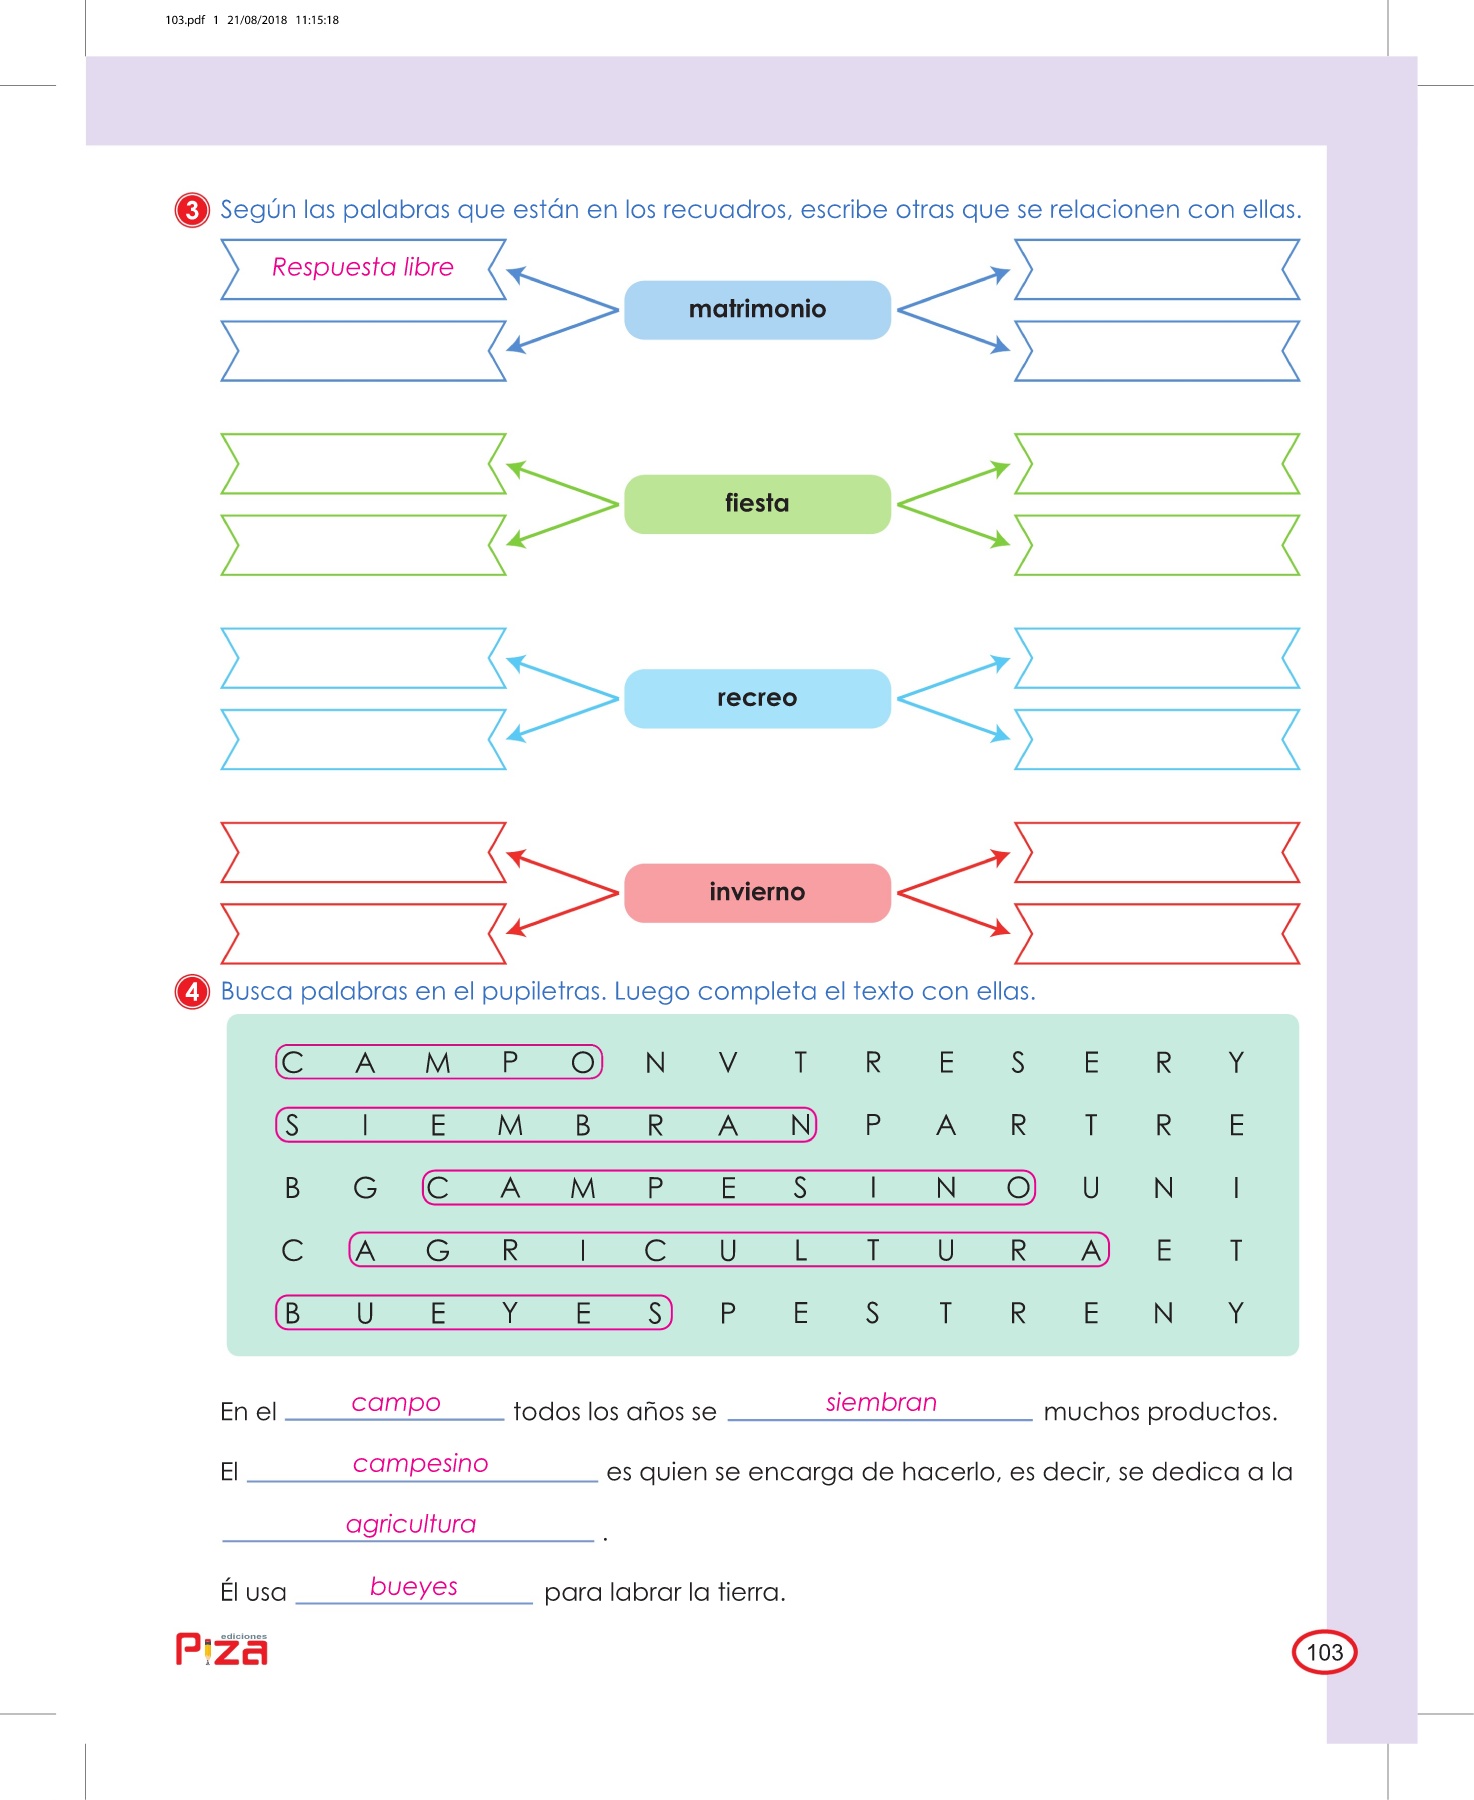 103.pdf 1 21/08/2018 11:15:18
3 Según las palabras que están en los recuadros, escribe otras que se relacionen con ellas.
Respuesta libre
matrimonio
fiesta
recreo
invierno
4 Busca palabras en el pupiletras. Luego completa el texto con ellas.
C A M P O N V T R E S E R Y
S I E M B R A N P A R T R E
B G C A M P E S I N O U N I
C A G R I C U L T U R A E T
B U E Y E S P E S T R E N Y
En el campo todos los años se siembran muchos productos.
El campesino es quien se encarga de hacerlo, es decir, se dedica a la
agricultura .
Él usa bueyes para labrar la tierra.
ediciones
Piza
103